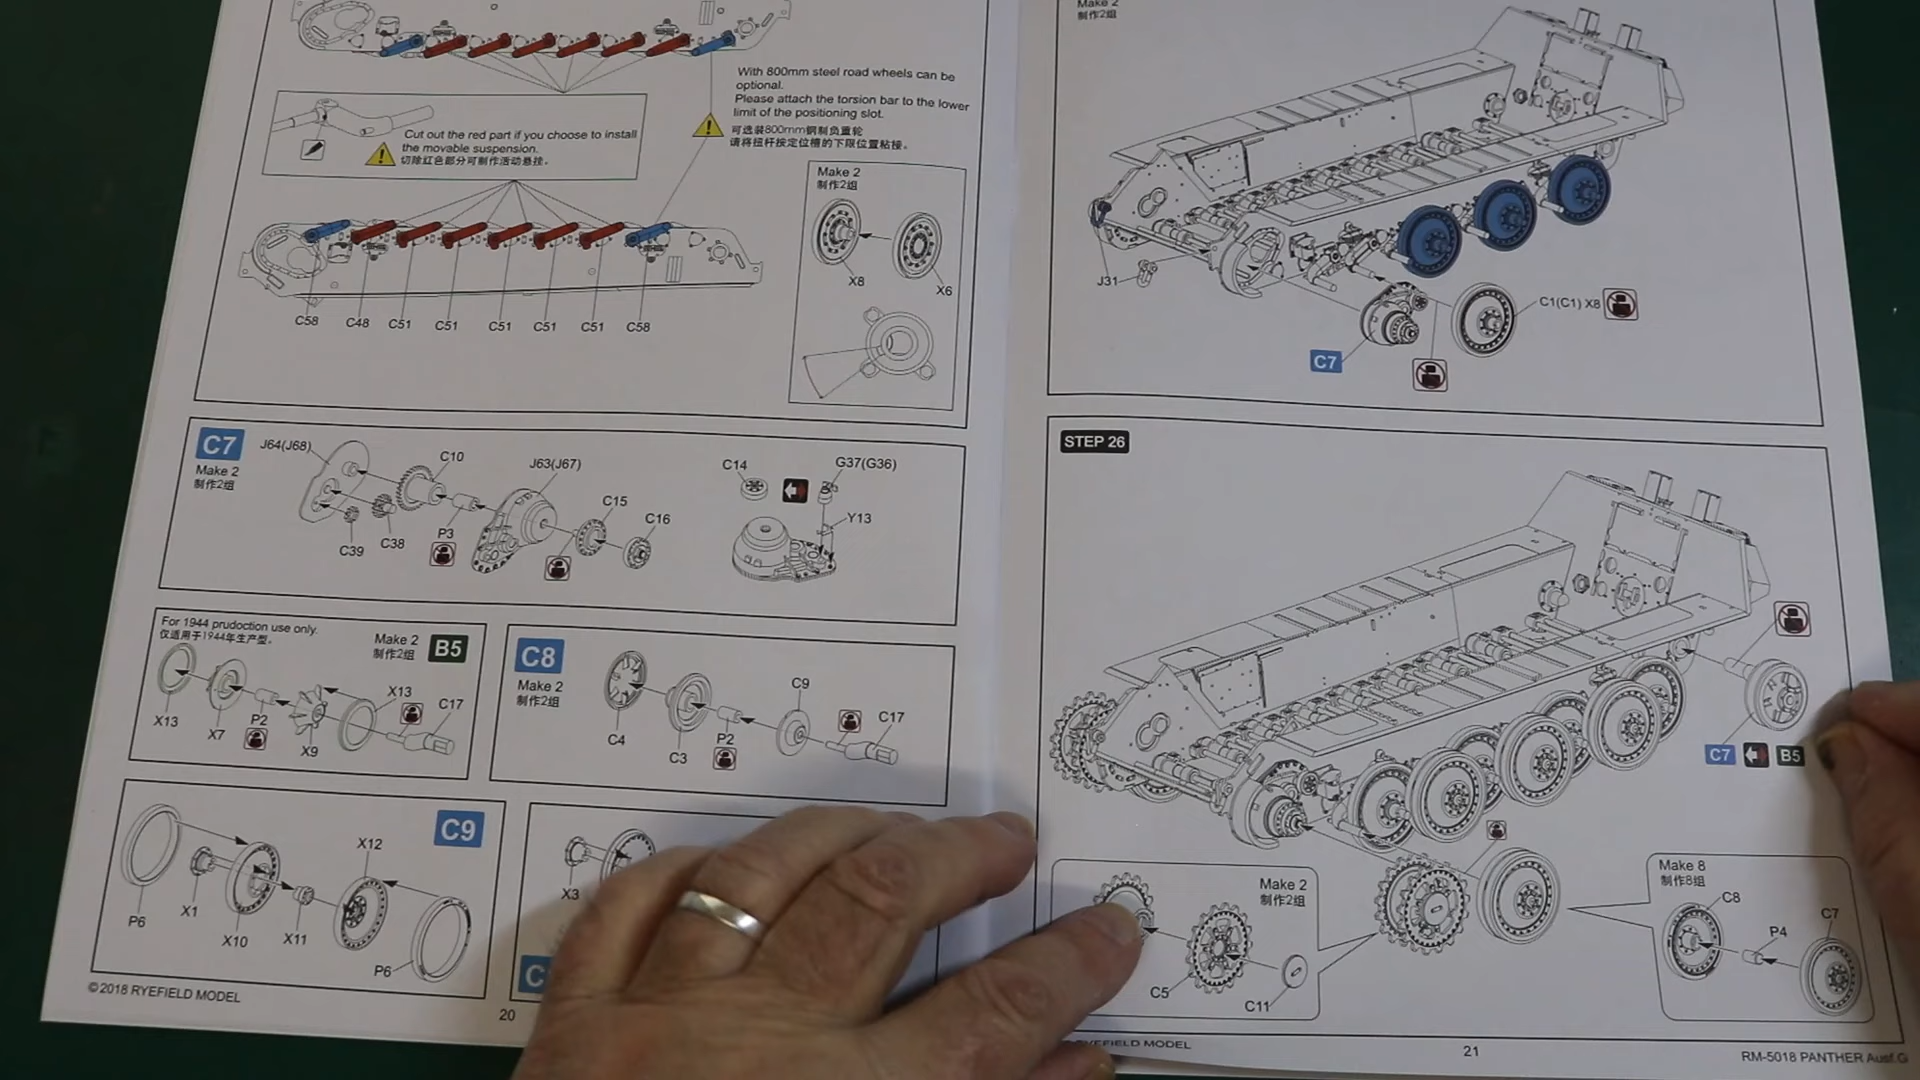 With 800mm steel road wheels can be
optional.
Please attach the torsion bar to the lower
limit of the positioning slot.
可选装800mm钢制负重轮
请将扭杆按定位槽的下限位置粘接。
Cut out the red part if you choose to install
the movable suspension.
切除红色部分可制作活动悬挂。
Make 2
制作2组
X8
X6
C58
C48
C51
C51
C51
C51
C51
C58
C7
Make 2
制作2组
J64(J68)
C10
J63(J67)
C14
G37(G36)
C15
C16
Y13
P3
C38
C39
For 1944 prudoction use only.
仅适用于1944年生产型。
Make 2
制作2组
B5
X13
X7
P2
X9
X13
C17
C8
Make 2
制作2组
C4
C3
P2
C9
C17
C9
P6
X1
X10
X11
X12
P6
X3
©2018 RYEFIELD MODEL
20
Make 2
制作2组
J31
C1(C1) X8
C7
STEP 26
C7
B5
Make 2
制作2组
C5
C11
Make 8
制作8组
C8
P4
C7
RYEFIELD MODEL
21
RM-5018 PANTHER Ausf.G